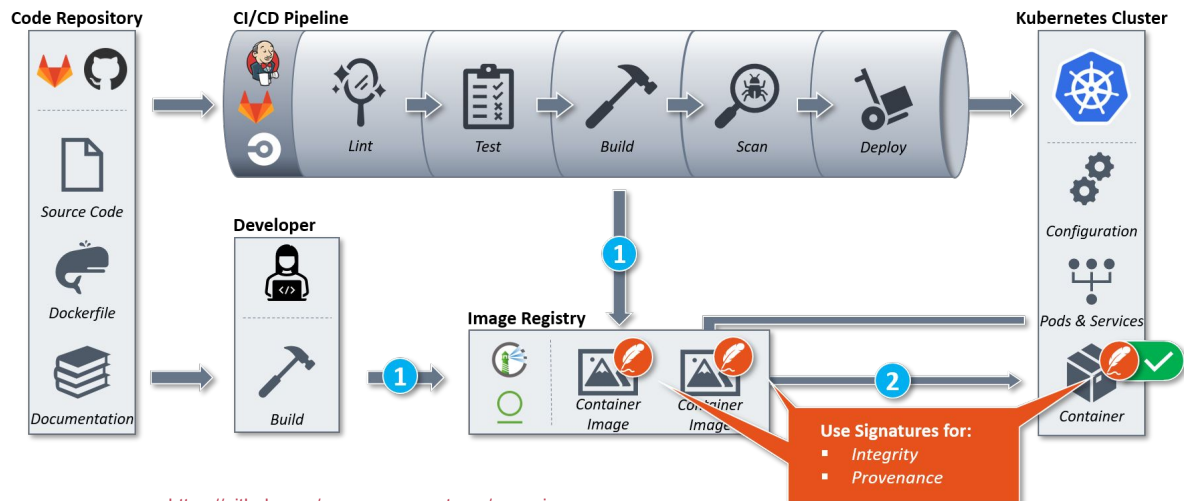 Code Repository
CI/CD Pipeline
Kubernetes Cluster
Lint
Test
Build
Scan
Deploy
Source Code
Dockerfile
Documentation
Developer
</>
Build
1
1
Image Registry
Container
Image
Container
Image
2
Configuration
Pods & Services
Container
Use Signatures for:
▪ Integrity
▪ Provenance